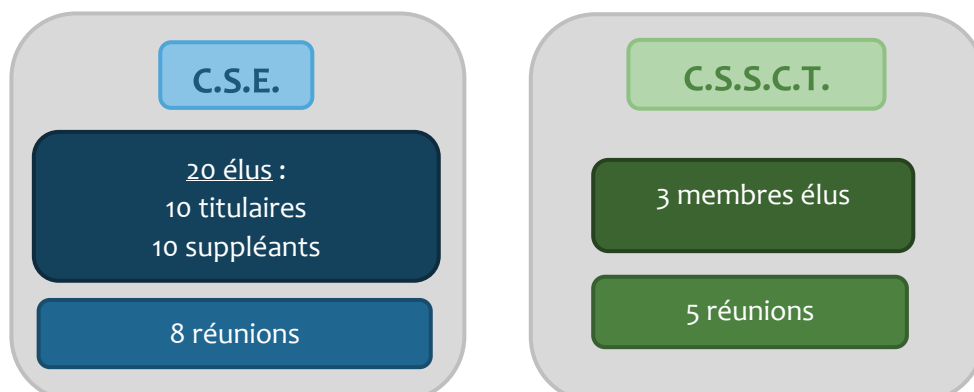 C.S.E.
20 élus :
10 titulaires
10 suppléants
8 réunions
C.S.S.C.T.
3 membres élus
5 réunions